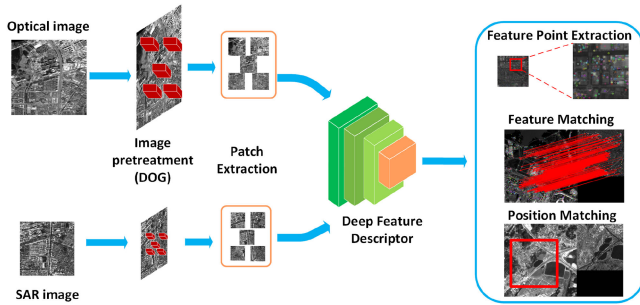 Optical image
Image
pretreatment
(DOG)
Patch
Extraction
SAR image
Deep Feature
Descriptor
Feature Point Extraction
Feature Matching
Position Matching